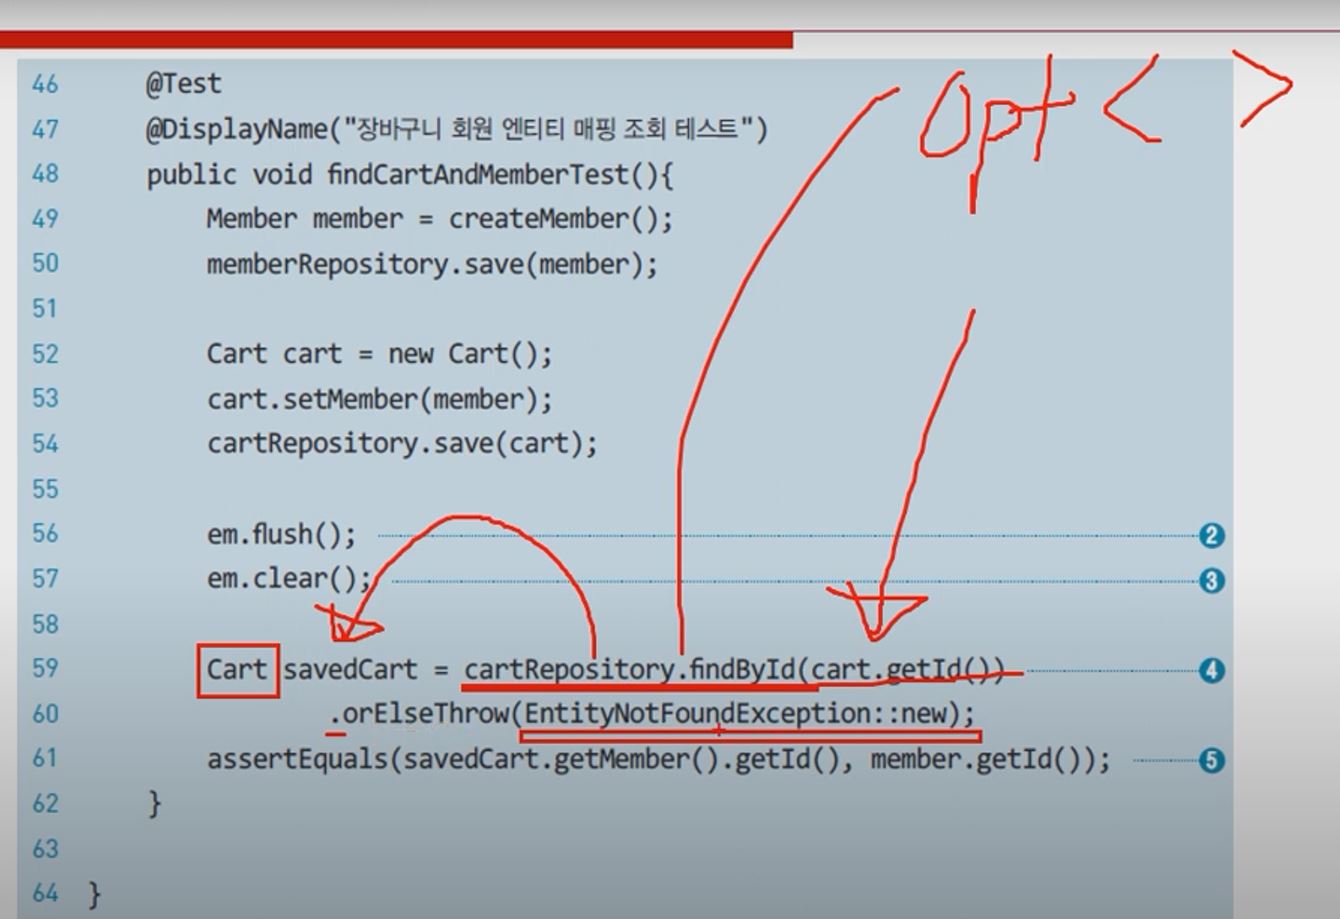 opt < >
46 @Test
47 @DisplayName("장바구니 회원 엔티티 매핑 조회 테스트")
48 public void findCartAndMemberTest(){
49 Member member = createMember();
50 memberRepository.save(member);
51
52 Cart cart = new Cart();
53 cart.setMember(member);
54 cartRepository.save(cart);
55
56 em.flush(); 2
57 em.clear(); 3
58
59 Cart savedCart = cartRepository.findById(cart.getId()) 4
60 .orElseThrow(EntityNotFoundException::new);
61 assertEquals(savedCart.getMember().getId(), member.getId()); 5
62 }
63
64 }